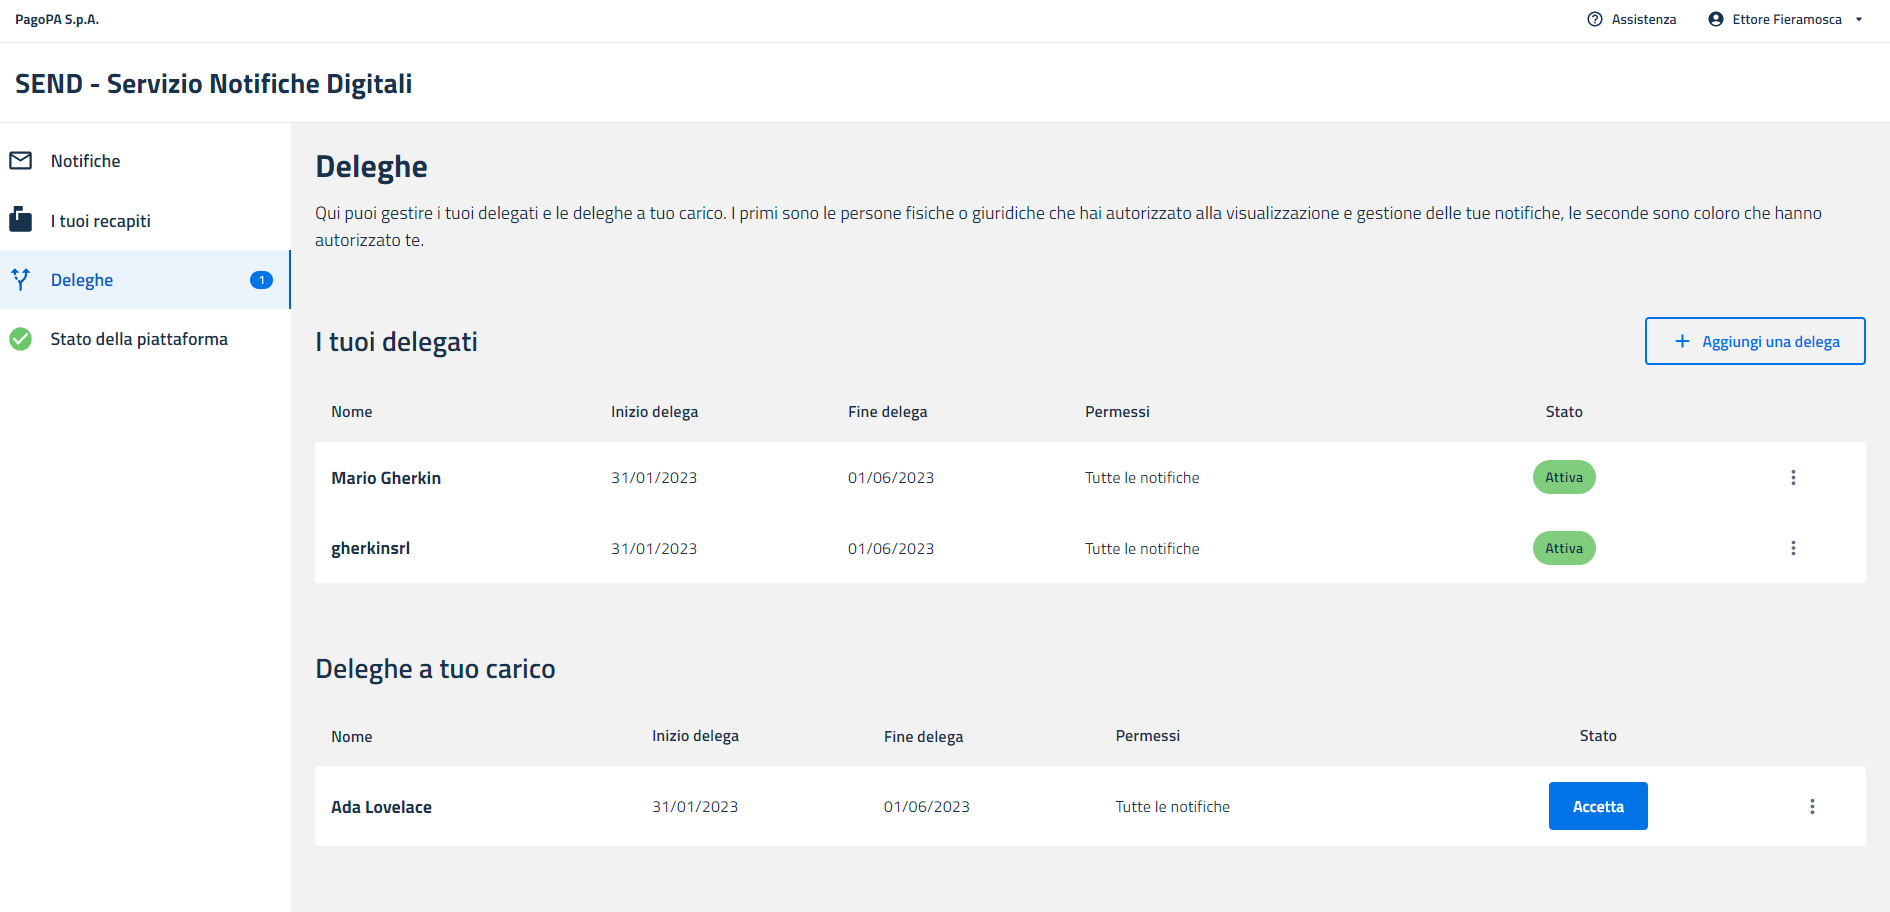 PagoPA S.p.A.
Assistenza
Ettore Fieramosca
SEND - Servizio Notifiche Digitali
Notifiche
I tuoi recapiti
Deleghe
1
Stato della piattaforma
Deleghe
Qui puoi gestire i tuoi delegati e le deleghe a tuo carico. I primi sono le persone fisiche o giuridiche che hai autorizzato alla visualizzazione e gestione delle tue notifiche, le seconde sono coloro che hanno
autorizzato te.
I tuoi delegati
Aggiungi una delega
Nome Inizio delega Fine delega Permessi Stato
Mario Gherkin 31/01/2023 01/06/2023 Tutte le notifiche Attiva
gherkinsrl 31/01/2023 01/06/2023 Tutte le notifiche Attiva
Deleghe a tuo carico
Nome Inizio delega Fine delega Permessi Stato
Ada Lovelace 31/01/2023 01/06/2023 Tutte le notifiche Accetta